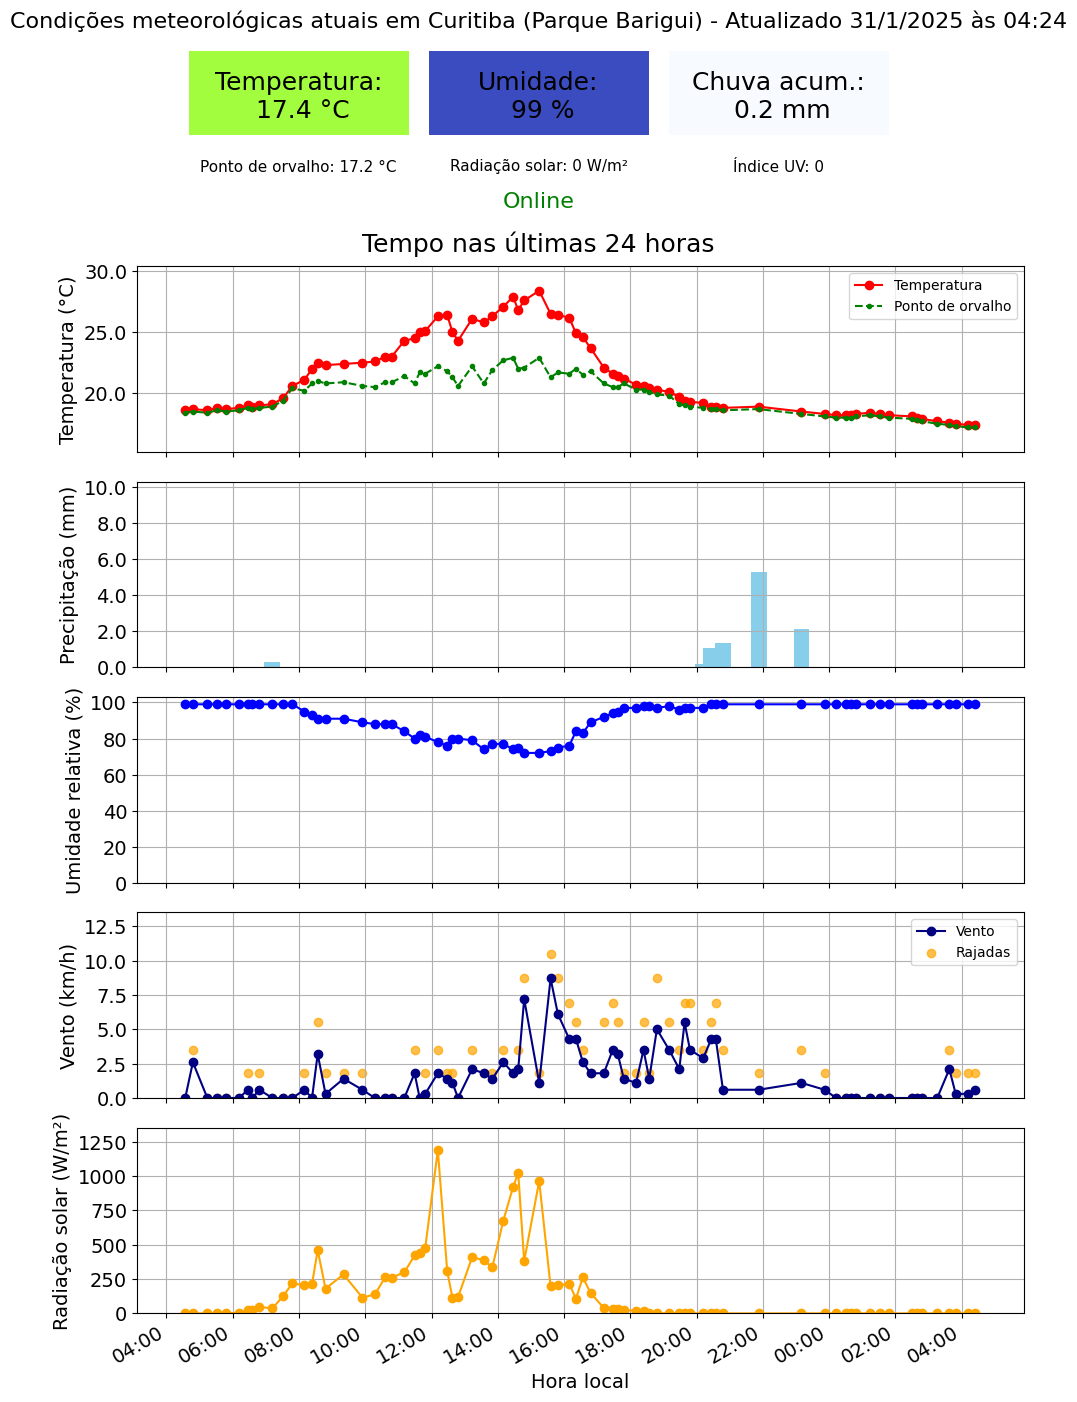 Condições meteorológicas atuais em Curitiba (Parque Barigui) - Atualizado 31/1/2025 às 04:24
Temperatura:
17.4 °C
Umidade:
99 %
Chuva acum.:
0.2 mm
Ponto de orvalho: 17.2 °C
Radiação solar: 0 W/m²
Índice UV: 0
Online
Tempo nas últimas 24 horas
Temperatura (°C)
30.0
25.0
20.0
Temperatura
Ponto de orvalho
Precipitação (mm)
10.0
8.0
6.0
4.0
2.0
0.0
Umidade relativa (%)
100
80
60
40
20
0
Vento (km/h)
12.5
10.0
7.5
5.0
2.5
0.0
Vento
Rajadas
Radiação solar (W/m²)
1250
1000
750
500
250
0
04:00
06:00
08:00
10:00
12:00
14:00
16:00
18:00
20:00
22:00
00:00
02:00
04:00
Hora local